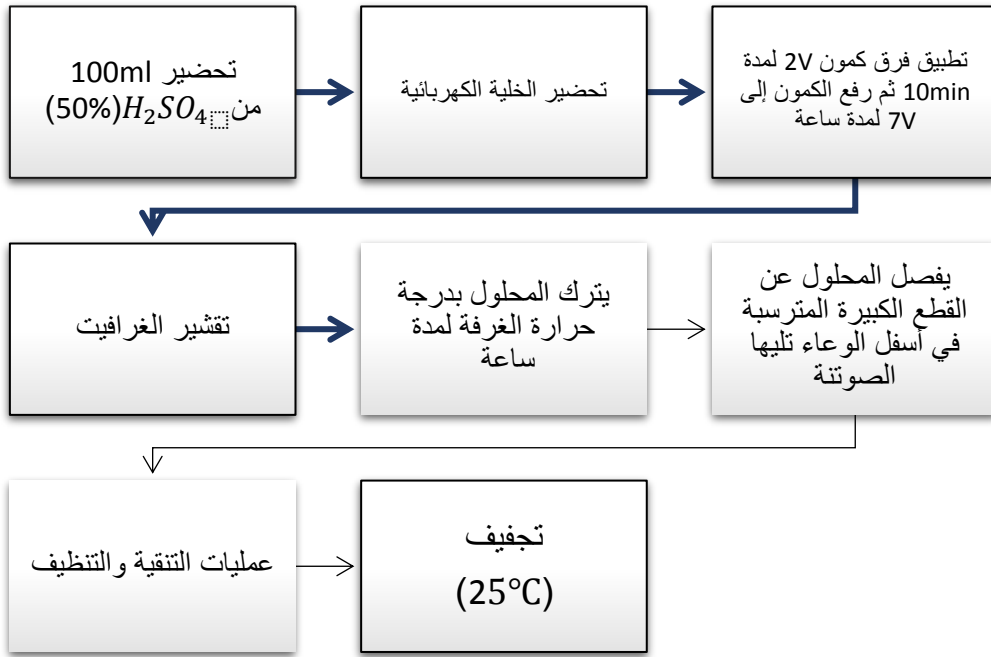 تحضير 100ml
من H₂SO₄(50%)
تحضير الخلية الكهربائية
تطبيق فرق كمون 2V لمدة
10min ثم رفع الكمون إلى
7V لمدة ساعة
تقشير الغرافيت
يترك المحلول بدرجة
حرارة الغرفة لمدة
ساعة
يفصل المحلول عن
القطع الكبيرة المترسبة
في أسفل الوعاء تليها
الصوتنة
عمليات التنقية والتنظيف
تجفيف
(25°C)